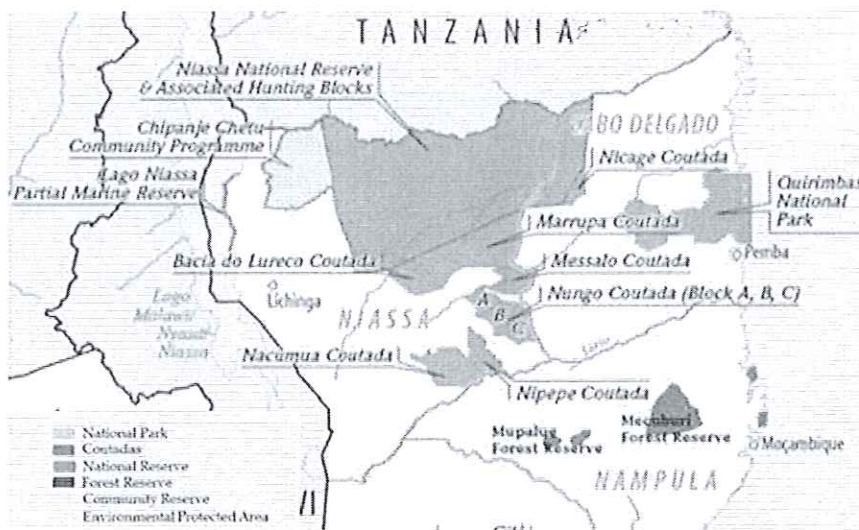 TANZANIA
Niassa National Reserve
& Associated Hunting Blocks
Chipanje Chetu
Community Programme
Lago Niassa
Partial Marine Reserve
BO DELGADO
Nicage Coutada
Quirimbas
National
Park
Marrupa Coutada
Pemba
Bacia do Lureco Coutada
Messalo Coutada
Lichinga
A
B
C
Nungo Coutada (Block A, B, C)
Lago
Malawi
Nyasa
Niassa
NIASSA
Lurio
Nacumua Coutada
Nipepe Coutada
Mecuburi
Forest Reserve
Mupalue
Forest Reserve
Moçambique
NAMPULA
National Park
Coutadas
National Reserve
Forest Reserve
Community Reserve
Environmental Protected Area